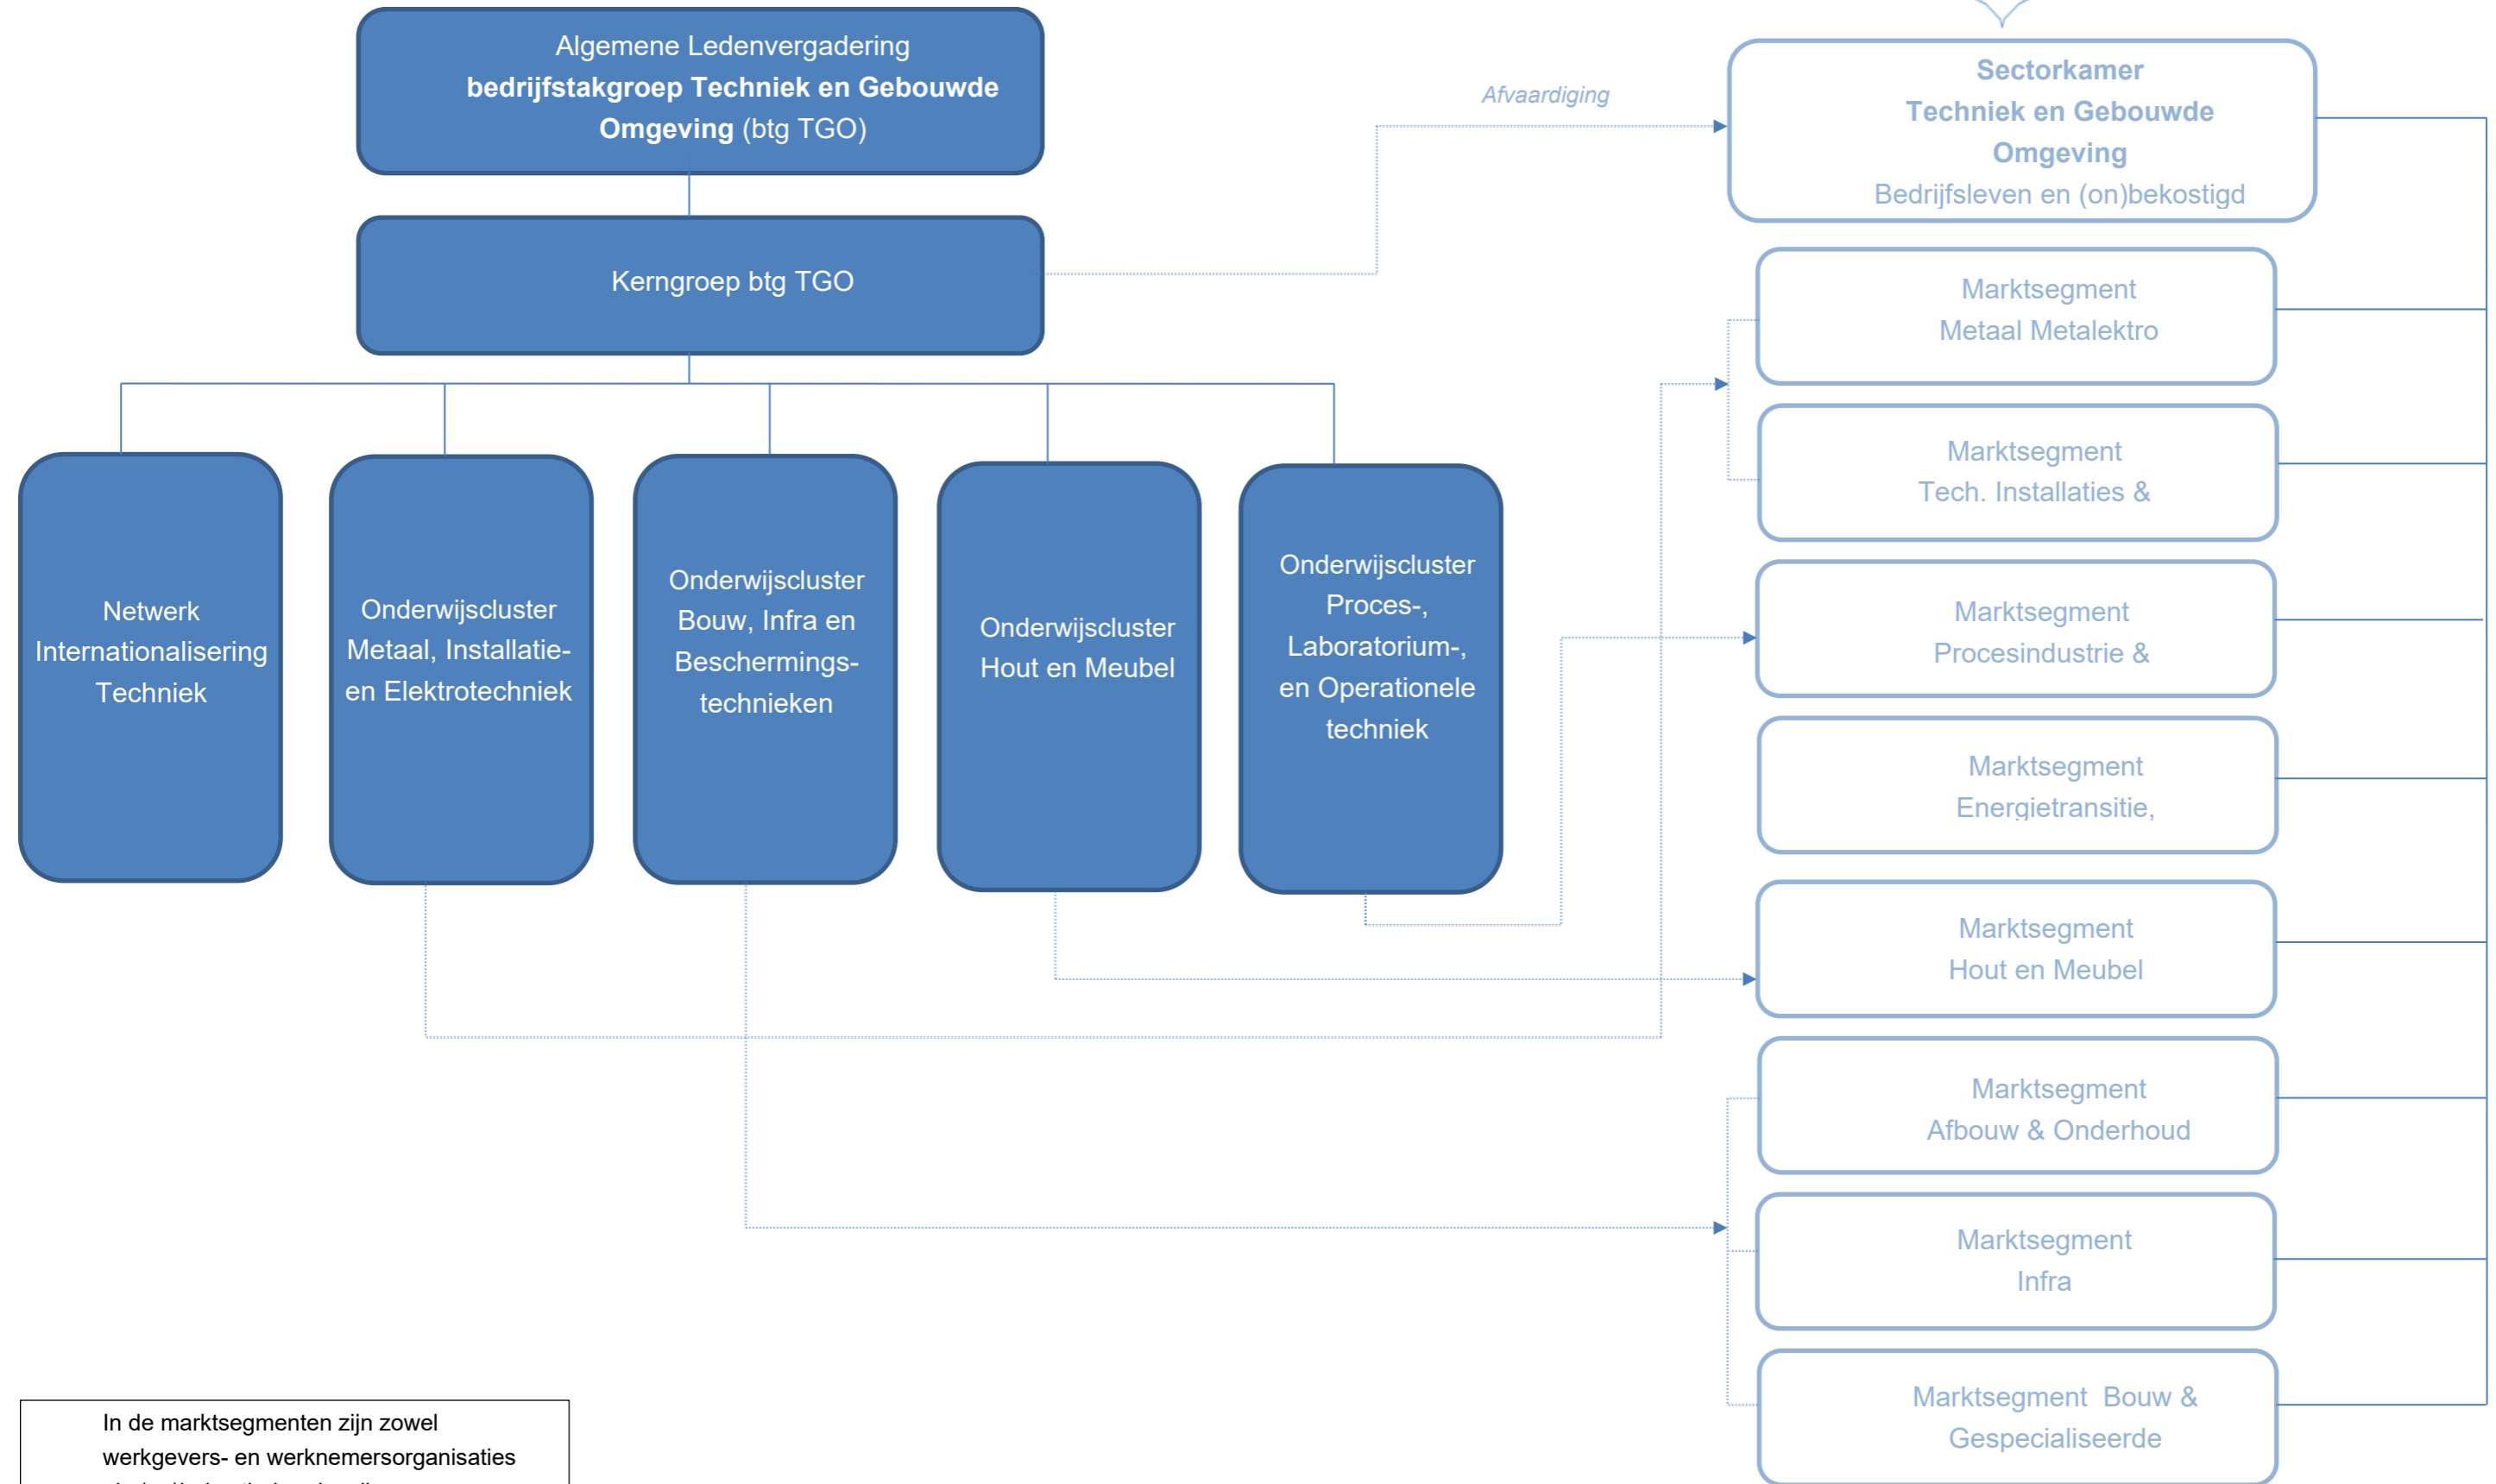 Algemene Ledenvergadering
bedrijfstakgroep Techniek en Gebouwde
Omgeving (btg TGO)
Kerngroep btg TGO
Netwerk
Internationalisering
Techniek
Onderwijscluster
Metaal, Installatie-
en Elektrotechniek
Onderwijscluster
Bouw, Infra en
Beschermings-
technieken
Onderwijscluster
Hout en Meubel
Onderwijscluster
Proces-,
Laboratorium-,
en Operationele
techniek
Afvaardiging
Sectorkamer
Techniek en Gebouwde
Omgeving
Bedrijfsleven en (on)bekostigd
Marktsegment
Metaal Metalektro
Marktsegment
Tech. Installaties &
Marktsegment
Procesindustrie &
Marktsegment
Energietransitie,
Marktsegment
Hout en Meubel
Marktsegment
Afbouw & Onderhoud
Marktsegment
Infra
Marktsegment Bouw &
Gespecialiseerde
In de marktsegmenten zijn zowel
werkgevers- en werknemersorganisaties